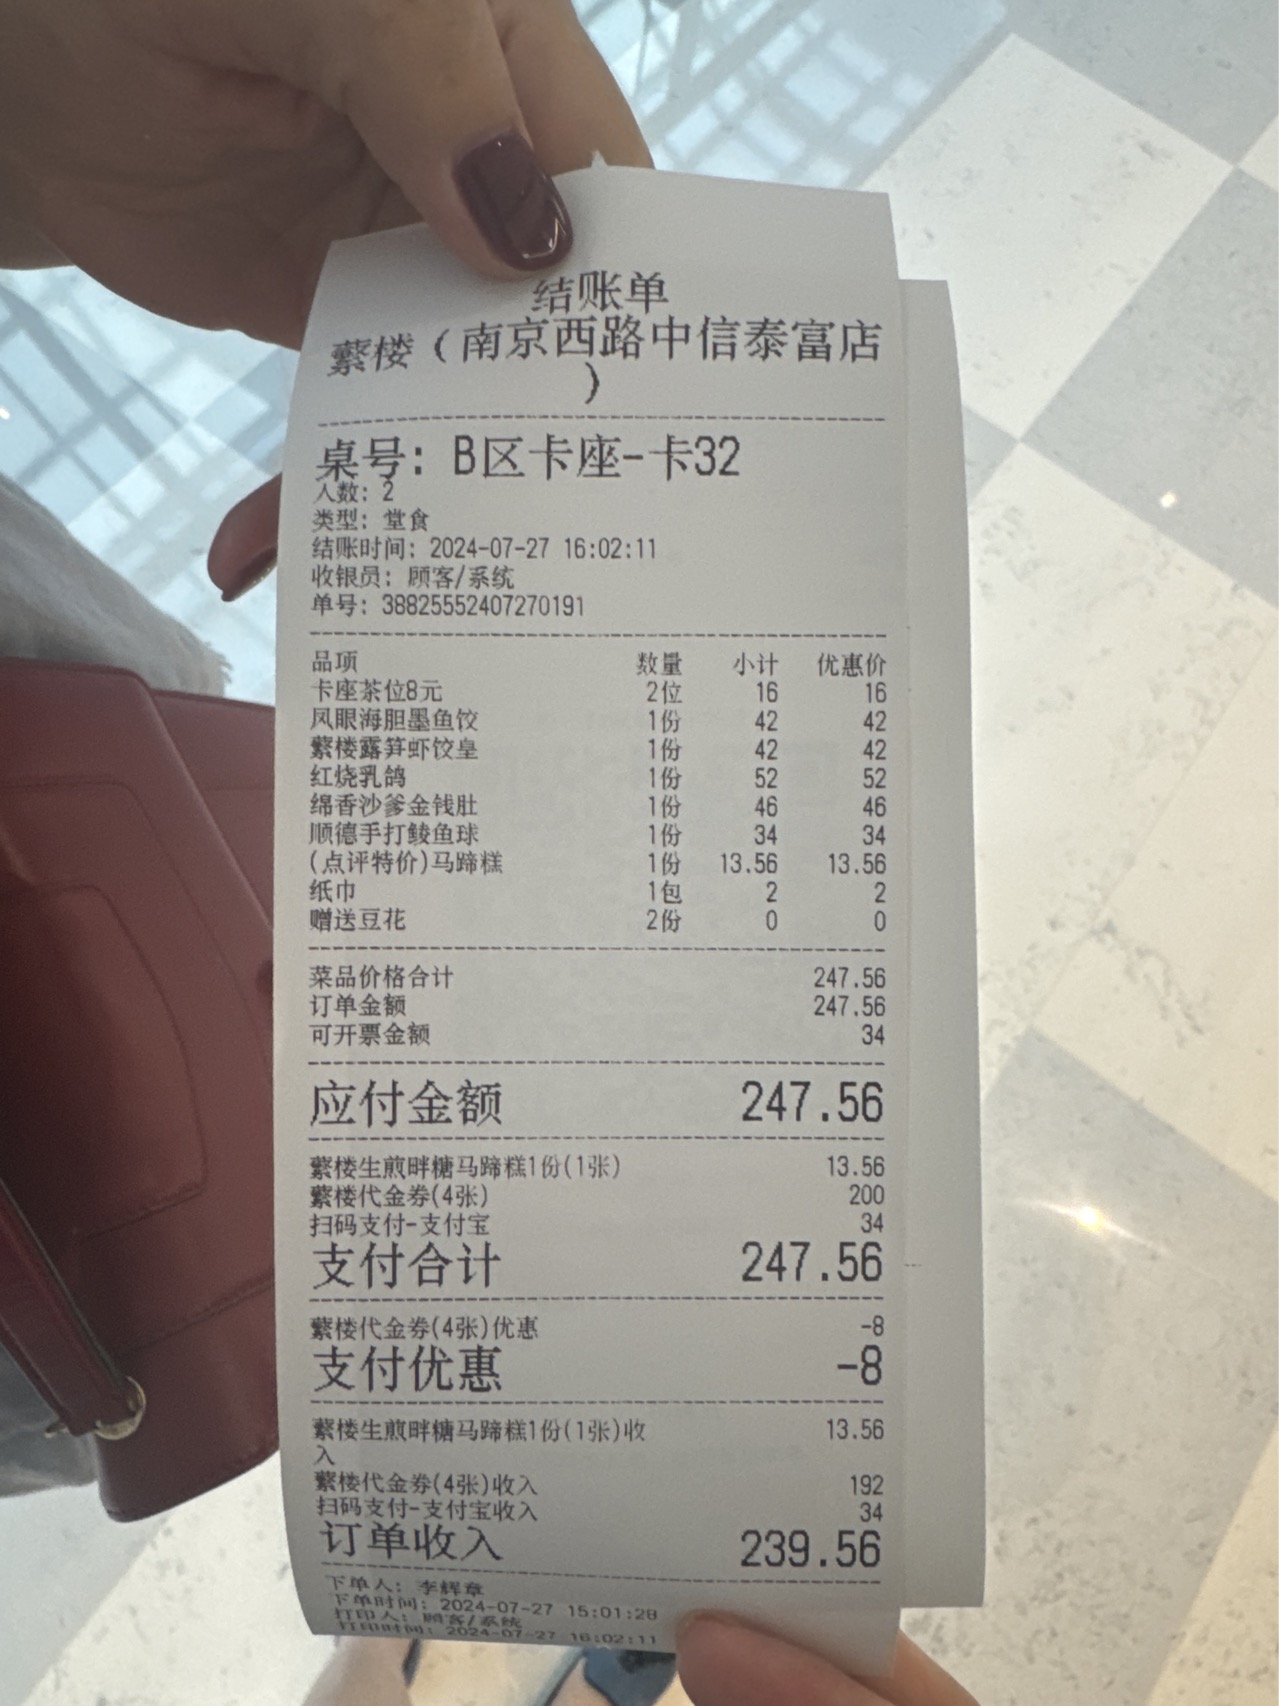 结账单
蘩楼（南京西路中信泰富店
）
桌号：B区卡座-卡32
人数：2
类型：堂食
结账时间：2024-07-27 16:02:11
收银员：顾客/系统
单号：38825552407270191
品项 数量 小计 优惠价
卡座茶位8元 2位 16 16
凤眼海胆墨鱼饺 1份 42 42
蘩楼露笋虾饺皇 1份 42 42
红烧乳鸽 1份 52 52
绵香沙爹金钱肚 1份 46 46
顺德手打鲮鱼球 1份 34 34
(点评特价)马蹄糕 1份 13.56 13.56
纸巾 1包 2 2
赠送豆花 2份 0 0
菜品价格合计 247.56
订单金额 247.56
可开票金额 34
应付金额 247.56
蘩楼生煎畔糖马蹄糕1份(1张) 13.56
蘩楼代金券(4张) 200
扫码支付-支付宝 34
支付合计 247.56
蘩楼代金券(4张)优惠 -8
支付优惠 -8
蘩楼生煎畔糖马蹄糕1份(1张)收 13.56
入
蘩楼代金券(4张)收入 192
扫码支付-支付宝收入 34
订单收入 239.56
下单人：李辉章
下单时间：2024-07-27 15:01:28
打印人：顾客/系统
打印时间：2024-07-27 16:02:11